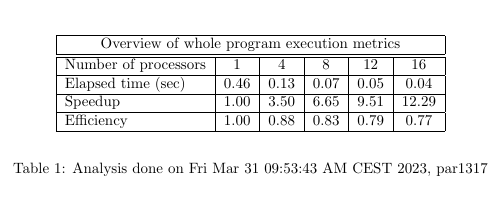 Overview of whole program execution metrics
Number of processors 1 4 8 12 16
Elapsed time (sec) 0.46 0.13 0.07 0.05 0.04
Speedup 1.00 3.50 6.65 9.51 12.29
Efficiency 1.00 0.88 0.83 0.79 0.77
Table 1: Analysis done on Fri Mar 31 09:53:43 AM CEST 2023, par1317